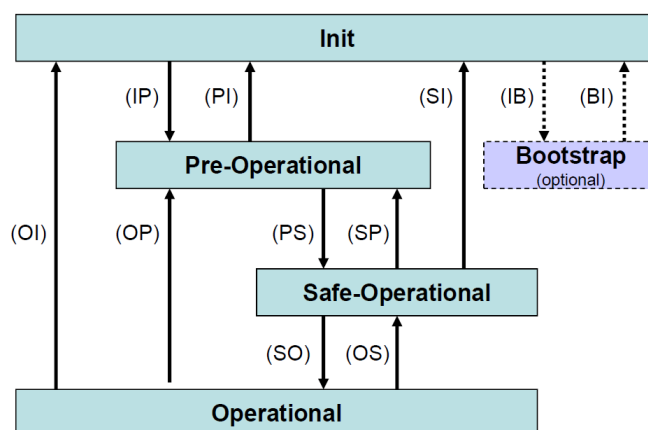 Init
(IP)
(PI)
(SI)
(IB)
(BI)
Pre-Operational
Bootstrap
(optional)
(OI)
(OP)
(PS)
(SP)
Safe-Operational
(SO)
(OS)
Operational